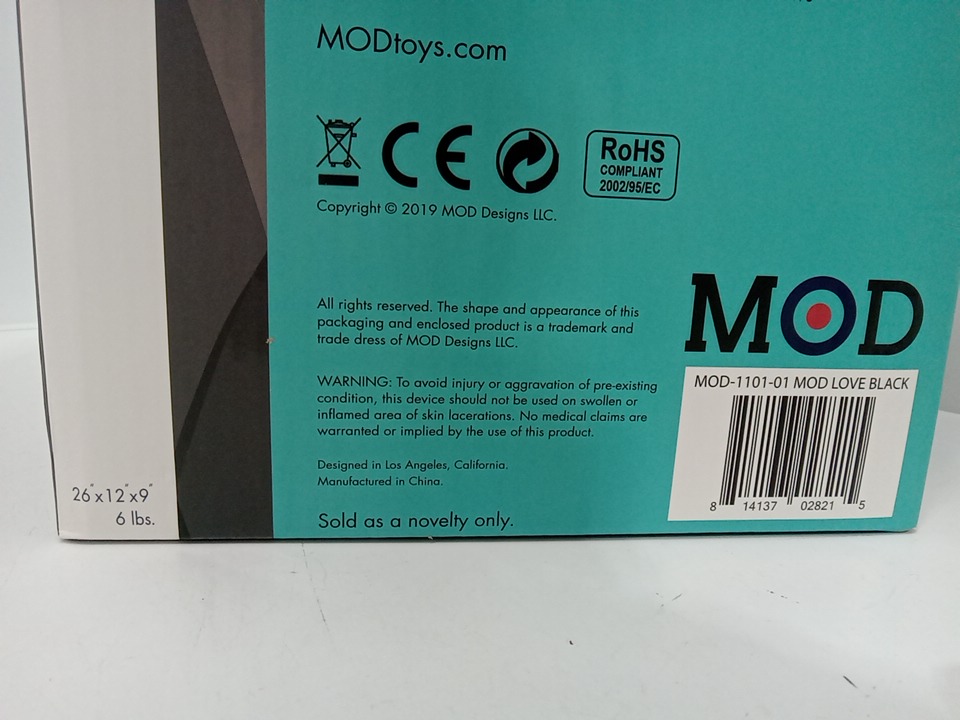 MODtoys.com
CE
RoHS
COMPLIANT
2002/95/EC
Copyright © 2019 MOD Designs LLC.
All rights reserved. The shape and appearance of this
packaging and enclosed product is a trademark and
trade dress of MOD Designs LLC.
MOD
WARNING: To avoid injury or aggravation of pre-existing
condition, this device should not be used on swollen or
inflamed area of skin lacerations. No medical claims are
warranted or implied by the use of this product.
MOD-1101-01 MOD LOVE BLACK
8 14137 02821 5
Designed in Los Angeles, California.
Manufactured in China.
Sold as a novelty only.
26"x12"x9"
6 lbs.